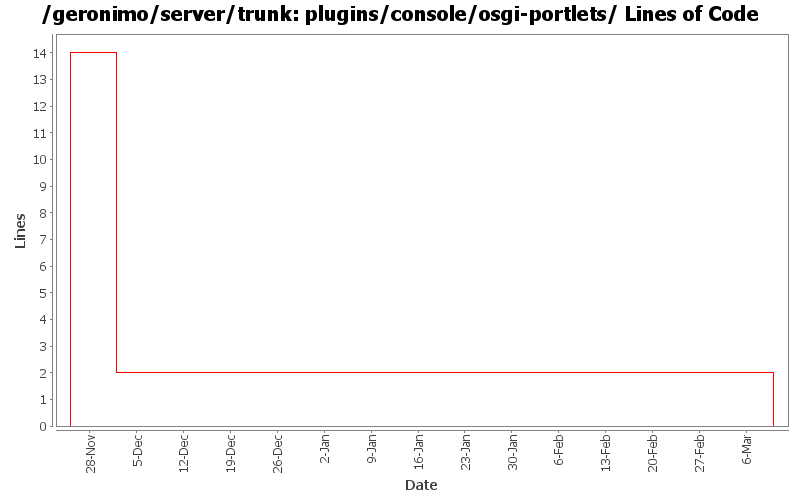 /geronimo/server/trunk: plugins/console/osgi-portlets/ Lines of Code
Lines
14
13
12
11
10
9
8
7
6
5
4
3
2
1
0
28-Nov
5-Dec
12-Dec
19-Dec
26-Dec
2-Jan
9-Jan
16-Jan
23-Jan
30-Jan
6-Feb
13-Feb
20-Feb
27-Feb
6-Mar
Date